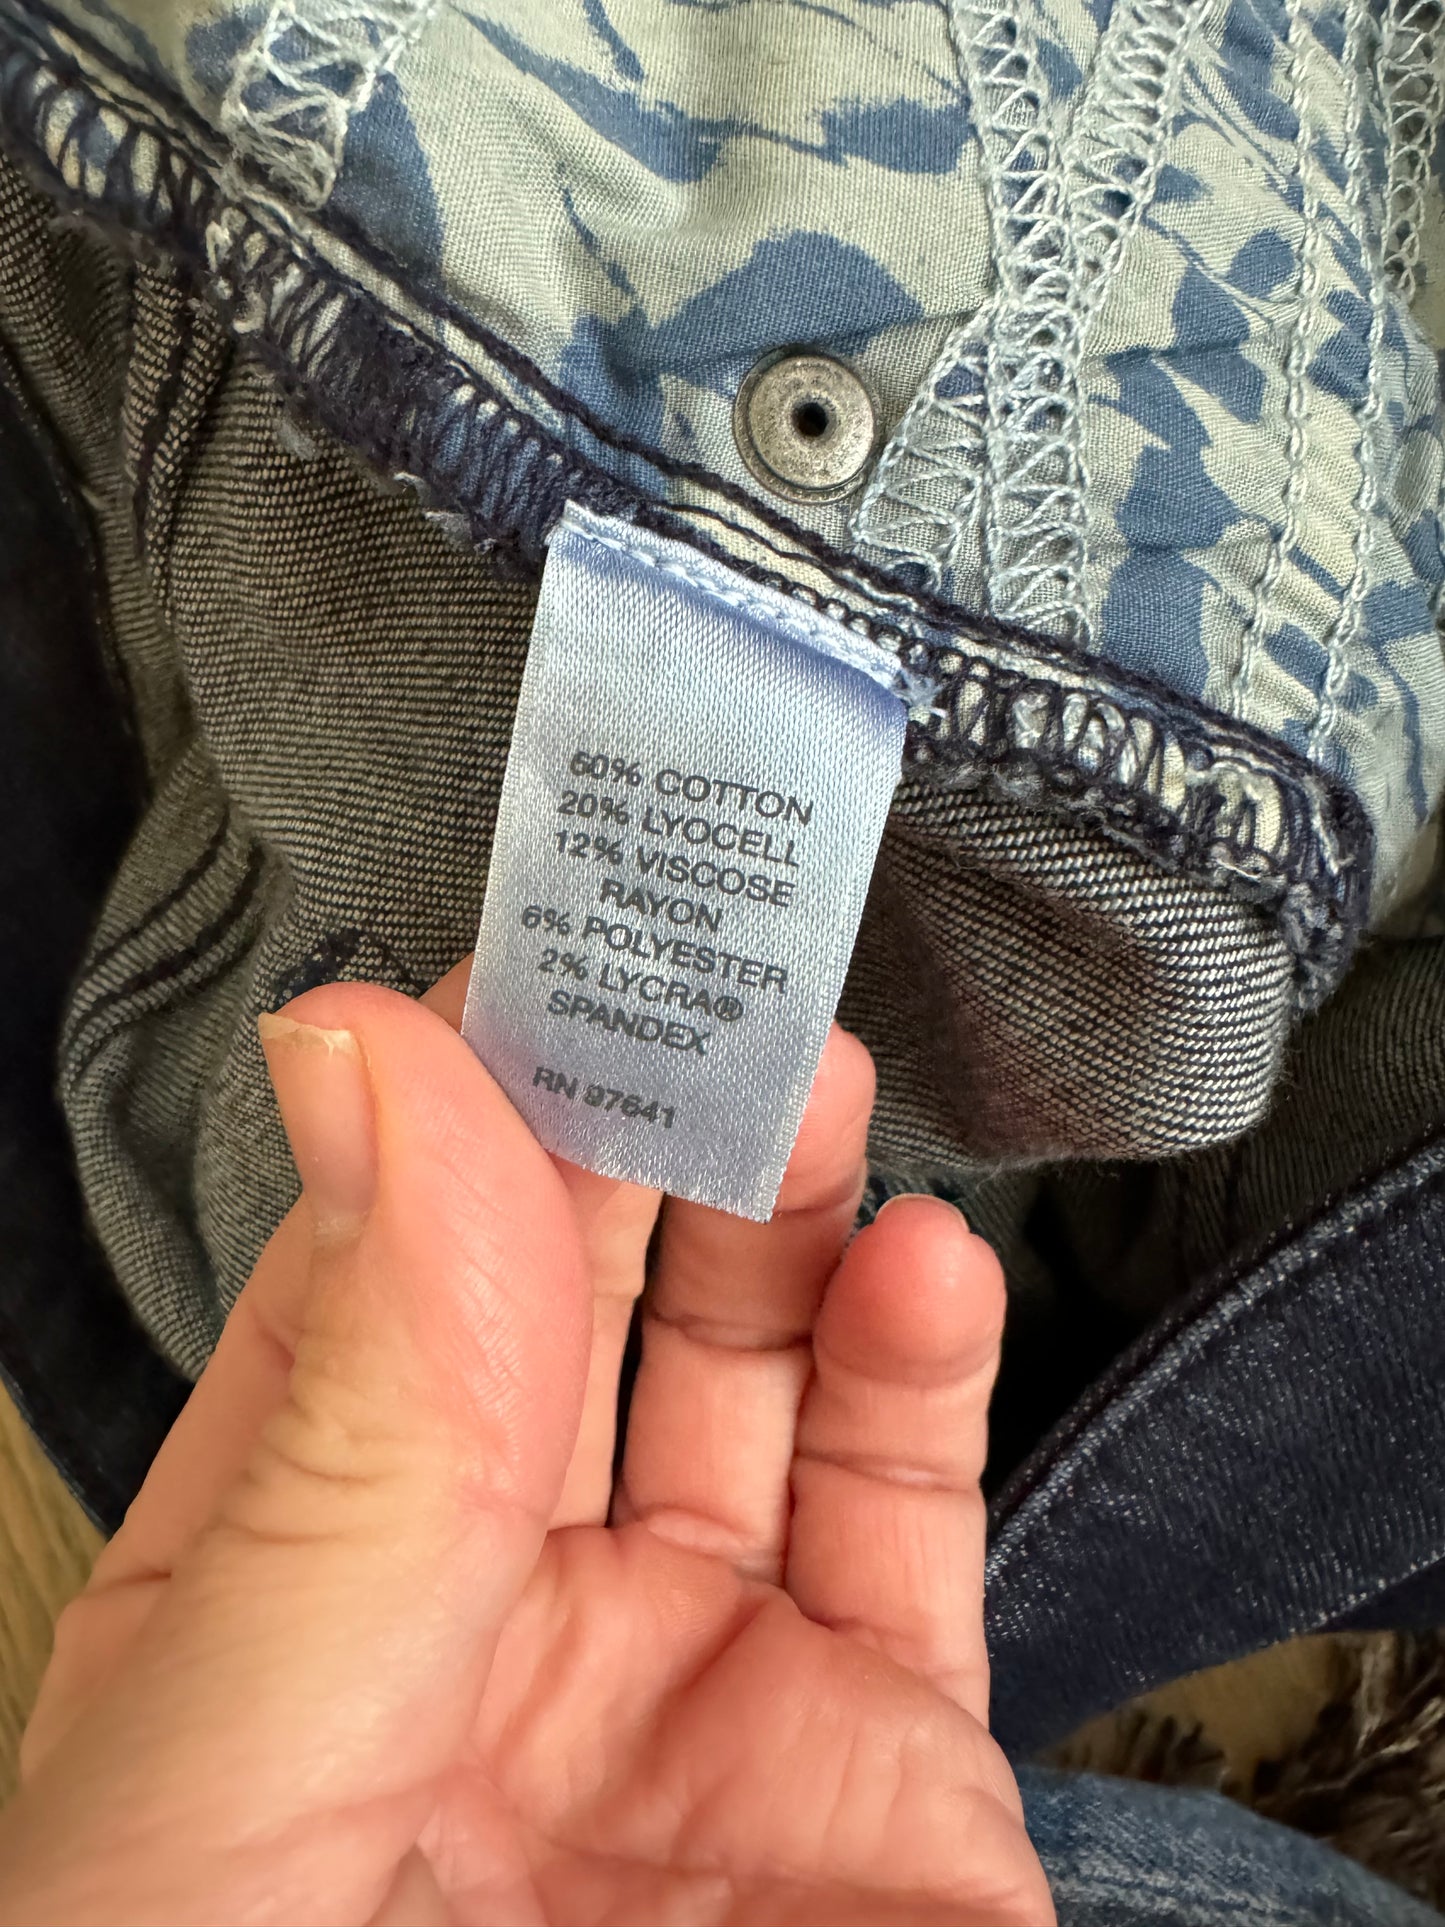 60% COTTON
20% LYOCELL
12% VISCOSE
RAYON
6% POLYESTER
2% LYCRA®
SPANDEX
RN 97641